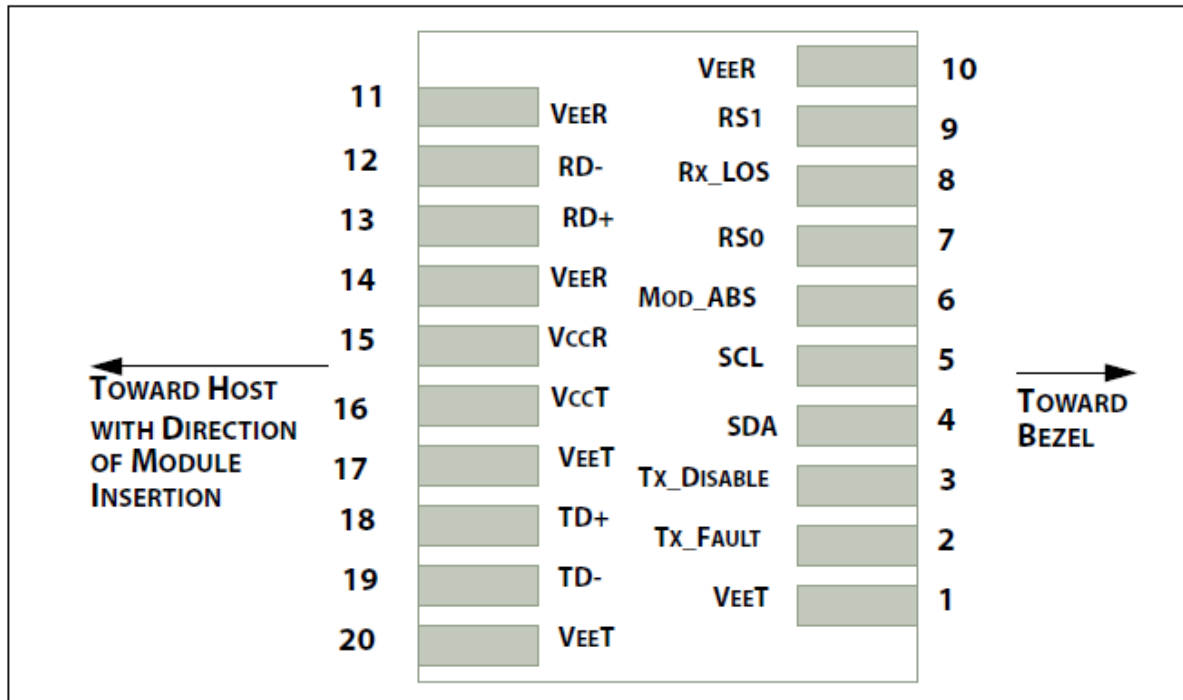 11 VEER
12 RD-
13 RD+
14 VEER
15 VCCR
16 VCCT
17 VEET
18 TD+
19 TD-
20 VEET
VEER 10
RS1 9
RX_LOS 8
RS0 7
MOD_ABS 6
SCL 5
SDA 4
TX_DISABLE 3
TX_FAULT 2
VEET 1
TOWARD HOST
WITH DIRECTION
OF MODULE
INSERTION
TOWARD
BEZEL